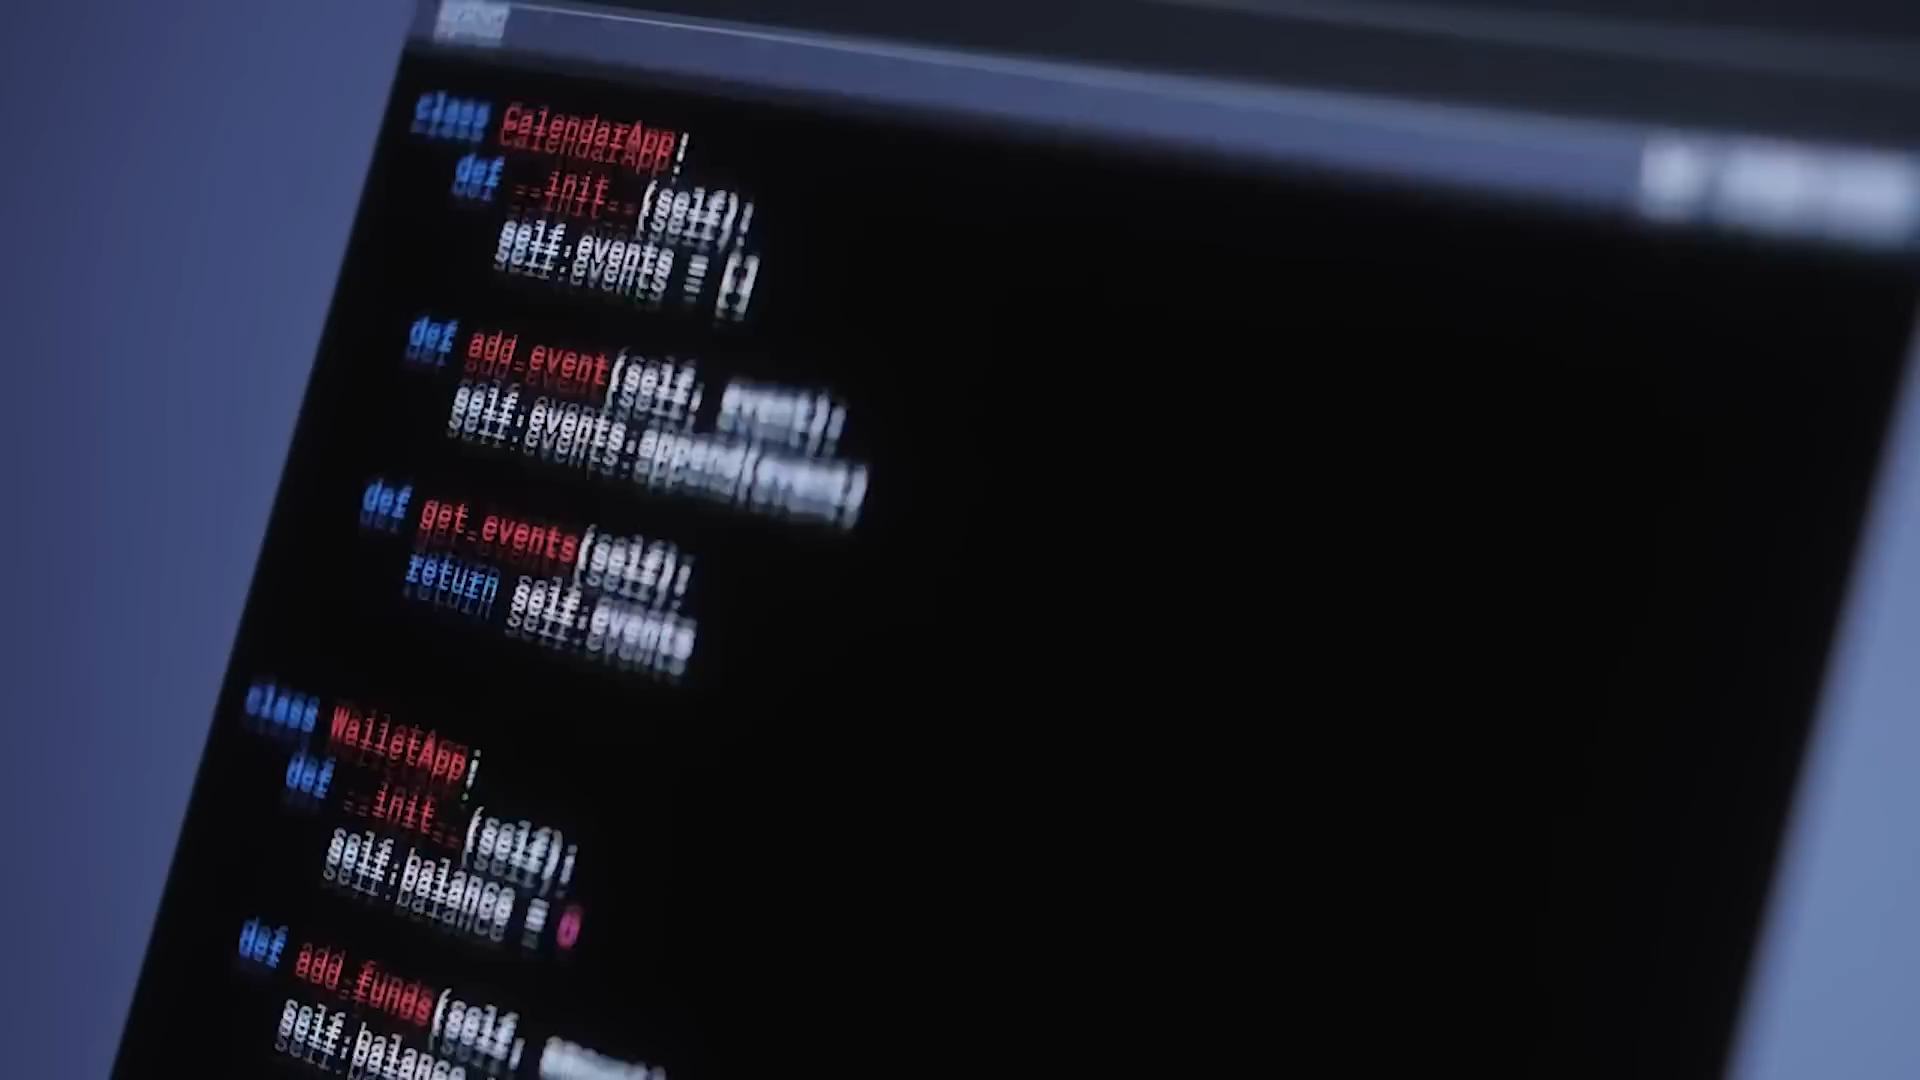 class CalendarApp:
def __init__(self):
self.events = []
def add_event(self, event):
self.events.append(event)
def get_events(self):
return self.events
class WalletApp:
def __init__(self):
self.balance = 0
def add_funds(self,
self.balance